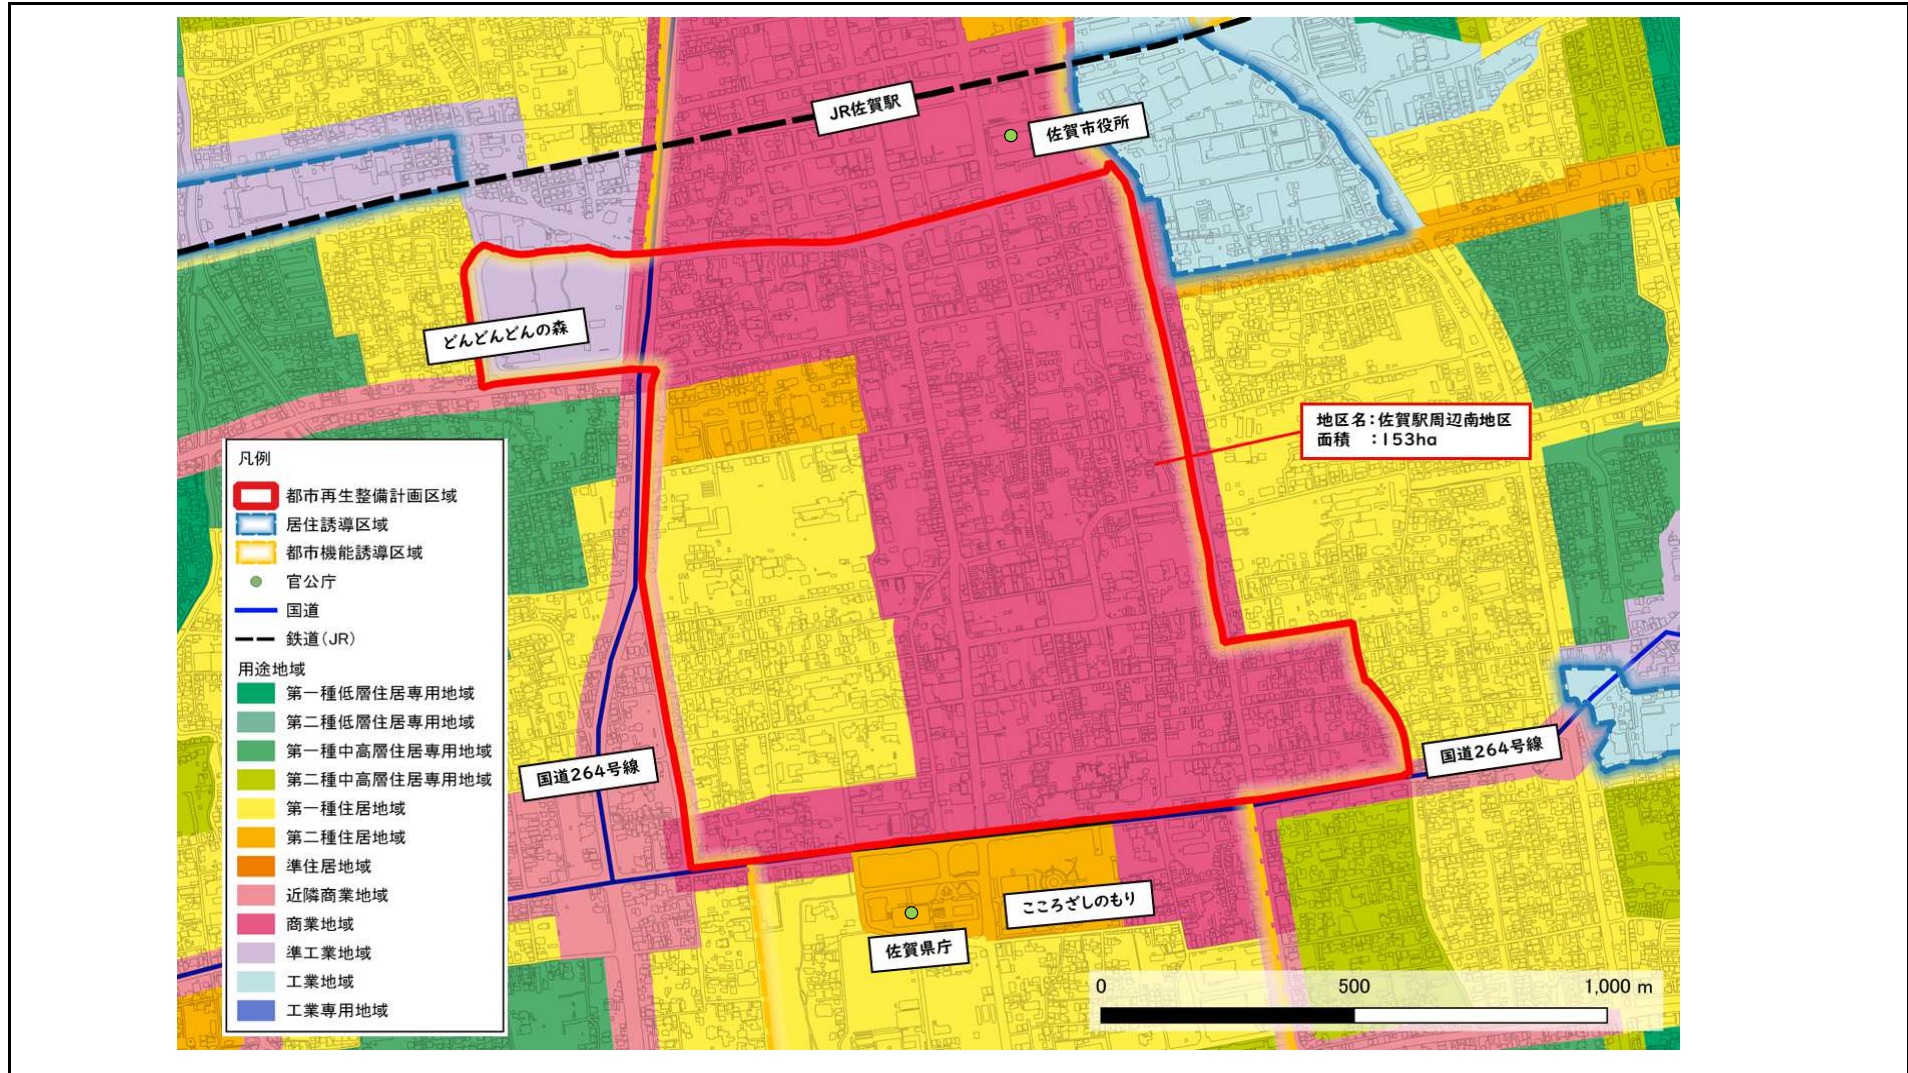 JR佐賀駅
佐賀市役所
どんどんどんの森
地区名：佐賀駅周辺南地区
面積　：153ha
凡例
都市再生整備計画区域
居住誘導区域
都市機能誘導区域
官公庁
国道
鉄道（JR）
用途地域
第一種低層住居専用地域
第二種低層住居専用地域
第一種中高層住居専用地域
第二種中高層住居専用地域
第一種住居地域
第二種住居地域
準住居地域
近隣商業地域
商業地域
準工業地域
工業地域
工業専用地域
国道264号線
国道264号線
こころざしのもり
佐賀県庁
0 500 1,000 m